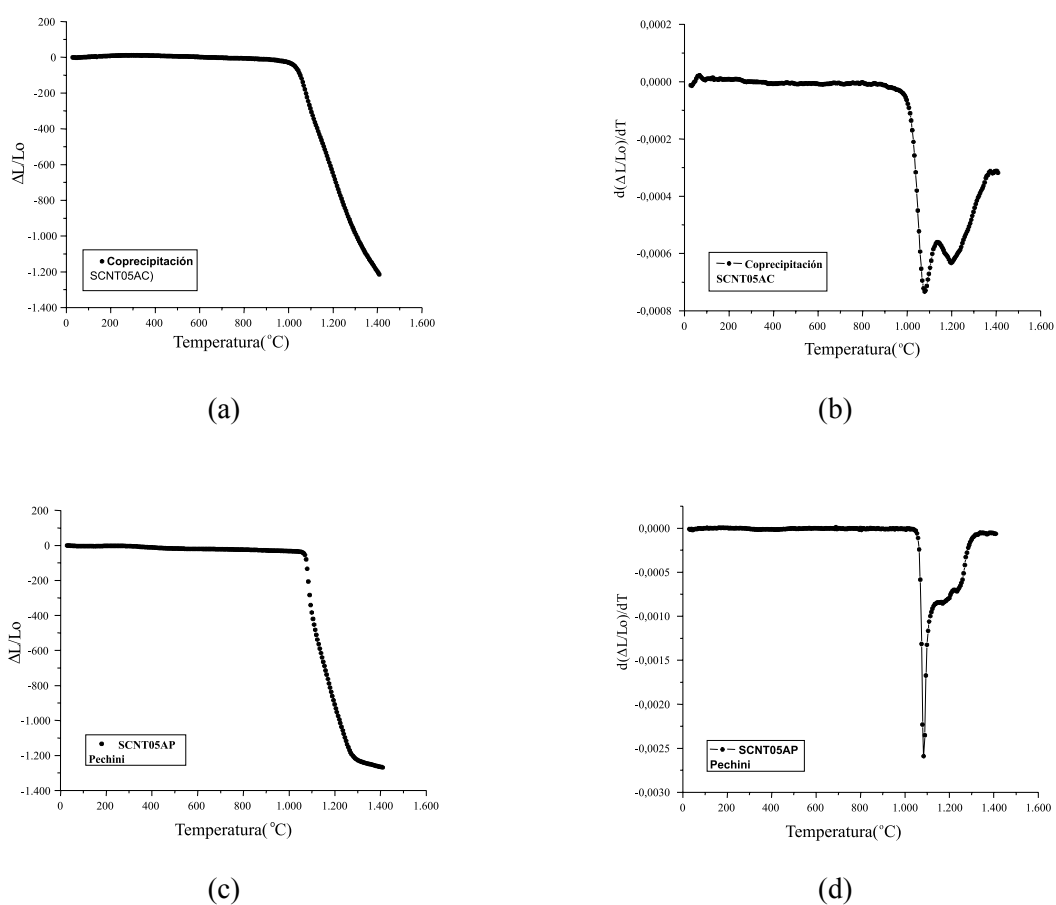 200
0
-200
-400
-600
-800
-1.000
-1.200
-1.400
ΔL/Lo
Coprecipitación
SCNT05AC)
0 200 400 600 800 1.000 1.200 1.400 1.600
Temperatura(°C)
(a)
0,0002
0,0000
-0,0002
-0,0004
-0,0006
-0,0008
d(ΔL/Lo)/dT
Coprecipitación
SCNT05AC
0 200 400 600 800 1.000 1.200 1.400 1.600
Temperatura(°C)
(b)
200
0
-200
-400
-600
-800
-1.000
-1.200
-1.400
ΔL/Lo
SCNT05AP
Pechini
0 200 400 600 800 1.000 1.200 1.400 1.600
Temperatura(°C)
(c)
0,0000
-0,0005
-0,0010
-0,0015
-0,0020
-0,0025
-0,0030
d(ΔL/Lo)/dT
SCNT05AP
Pechini
0 200 400 600 800 1.000 1.200 1.400 1.600
Temperatura(°C)
(d)